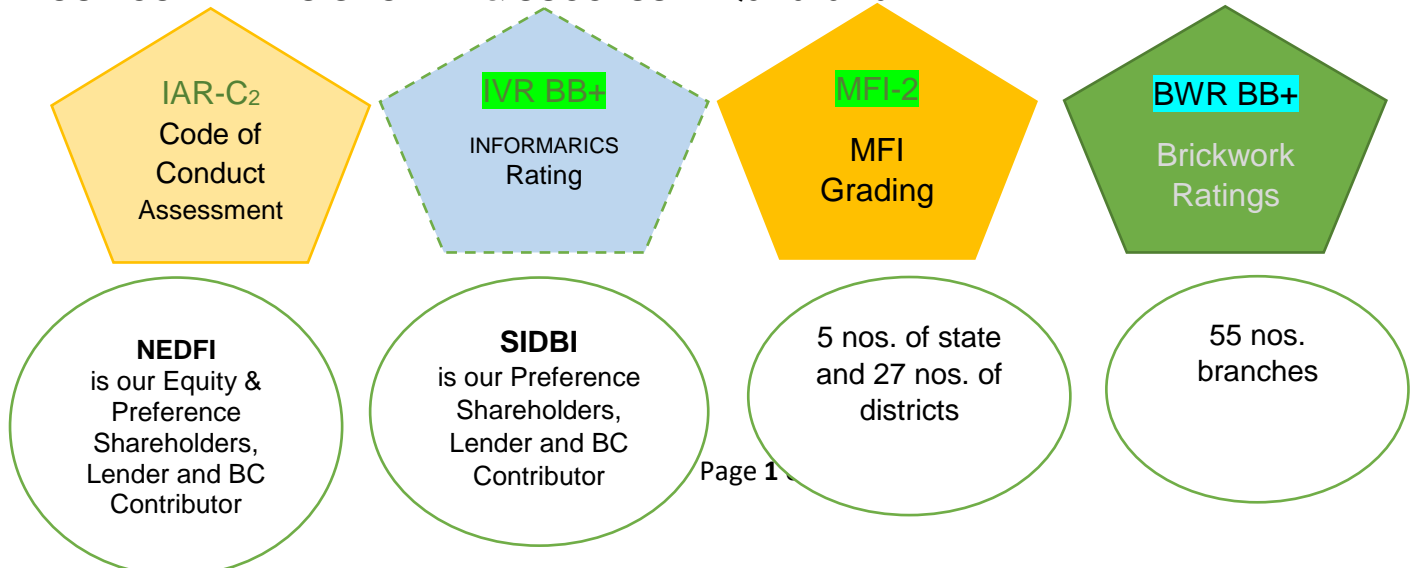 IAR-C2
Code of
Conduct
Assessment
IVR BB+
INFORMARICS
Rating
MFI-2
MFI
Grading
BWR BB+
Brickwork
Ratings
NEDFI
is our Equity &
Preference
Shareholders,
Lender and BC
Contributor
SIDBI
is our Preference
Shareholders,
Lender and BC
Contributor
5 nos. of state
and 27 nos. of
districts
55 nos.
branches
Page 1